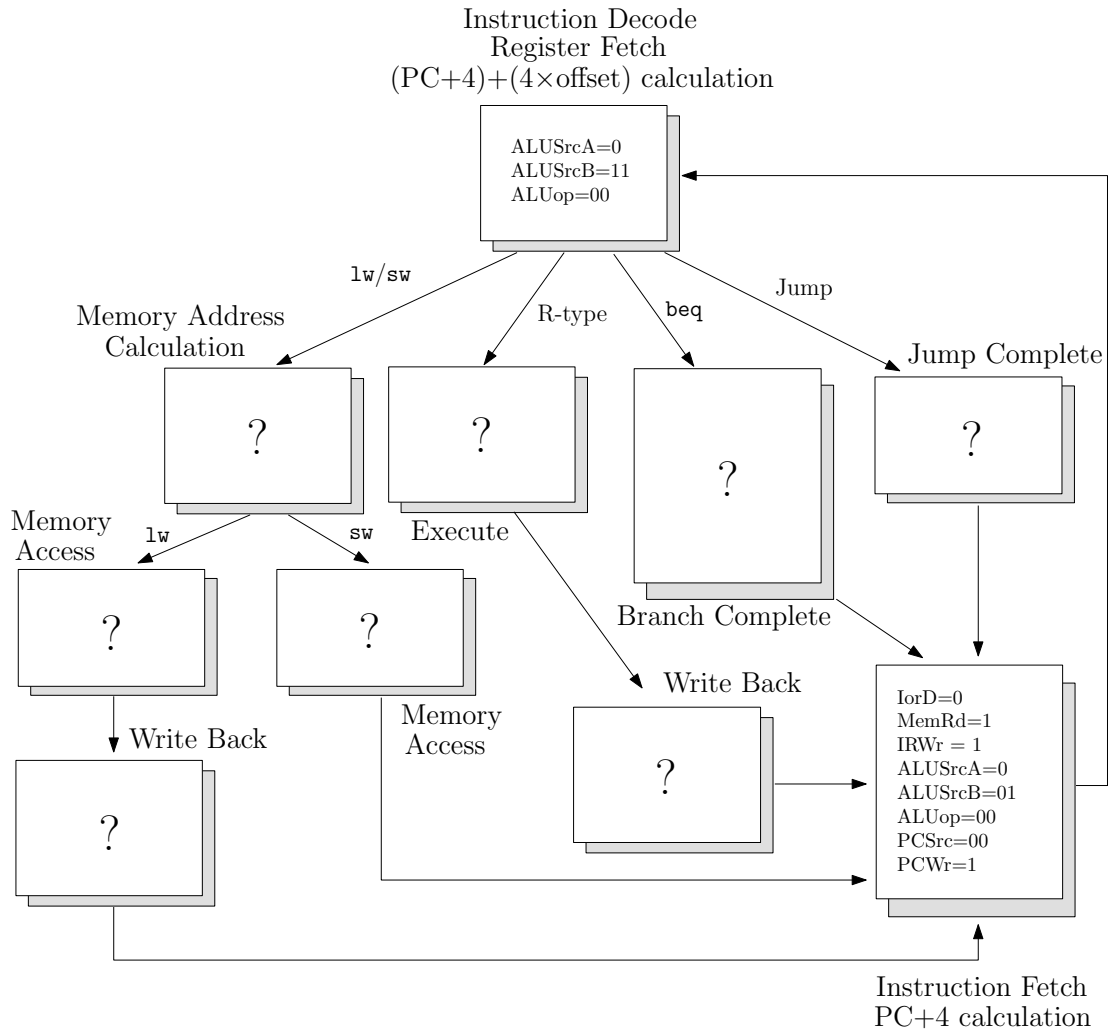 Instruction Decode
Register Fetch
(PC+4)+(4×offset) calculation
ALUSrcA=0
ALUSrcB=11
ALUop=00
lw/sw
R-type
beq
Jump
Memory Address
Calculation
Jump Complete
?
?
?
?
Execute
Memory
Access
lw
sw
?
?
Branch Complete
Write Back
Memory
Access
Write Back
?
?
IorD=0
MemRd=1
IRWr = 1
ALUSrcA=0
ALUSrcB=01
ALUop=00
PCSrc=00
PCWr=1
Instruction Fetch
PC+4 calculation